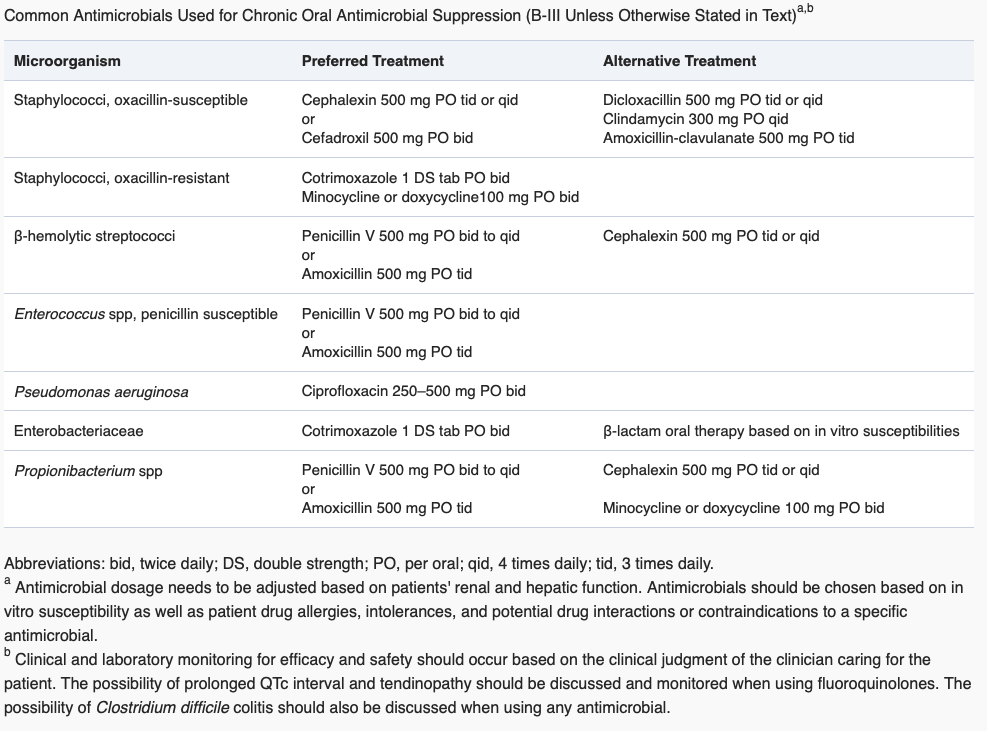 Common Antimicrobials Used for Chronic Oral Antimicrobial Suppression (B-III Unless Otherwise Stated in Text)a,b
Microorganism Preferred Treatment Alternative Treatment
Staphylococci, oxacillin-susceptible Cephalexin 500 mg PO tid or qid Dicloxacillin 500 mg PO tid or qid
or Clindamycin 300 mg PO qid
Cefadroxil 500 mg PO bid Amoxicillin-clavulanate 500 mg PO tid
Staphylococci, oxacillin-resistant Cotrimoxazole 1 DS tab PO bid
Minocycline or doxycycline100 mg PO bid
β-hemolytic streptococci Penicillin V 500 mg PO bid to qid Cephalexin 500 mg PO tid or qid
or
Amoxicillin 500 mg PO tid
Enterococcus spp, penicillin susceptible Penicillin V 500 mg PO bid to qid
or
Amoxicillin 500 mg PO tid
Pseudomonas aeruginosa Ciprofloxacin 250–500 mg PO bid
Enterobacteriaceae Cotrimoxazole 1 DS tab PO bid β-lactam oral therapy based on in vitro susceptibilities
Propionibacterium spp Penicillin V 500 mg PO bid to qid Cephalexin 500 mg PO tid or qid
or
Amoxicillin 500 mg PO tid Minocycline or doxycycline 100 mg PO bid
Abbreviations: bid, twice daily; DS, double strength; PO, per oral; qid, 4 times daily; tid, 3 times daily.
a Antimicrobial dosage needs to be adjusted based on patients' renal and hepatic function. Antimicrobials should be chosen based on in
vitro susceptibility as well as patient drug allergies, intolerances, and potential drug interactions or contraindications to a specific
antimicrobial.
b Clinical and laboratory monitoring for efficacy and safety should occur based on the clinical judgment of the clinician caring for the
patient. The possibility of prolonged QTc interval and tendinopathy should be discussed and monitored when using fluoroquinolones. The
possibility of Clostridium difficile colitis should also be discussed when using any antimicrobial.